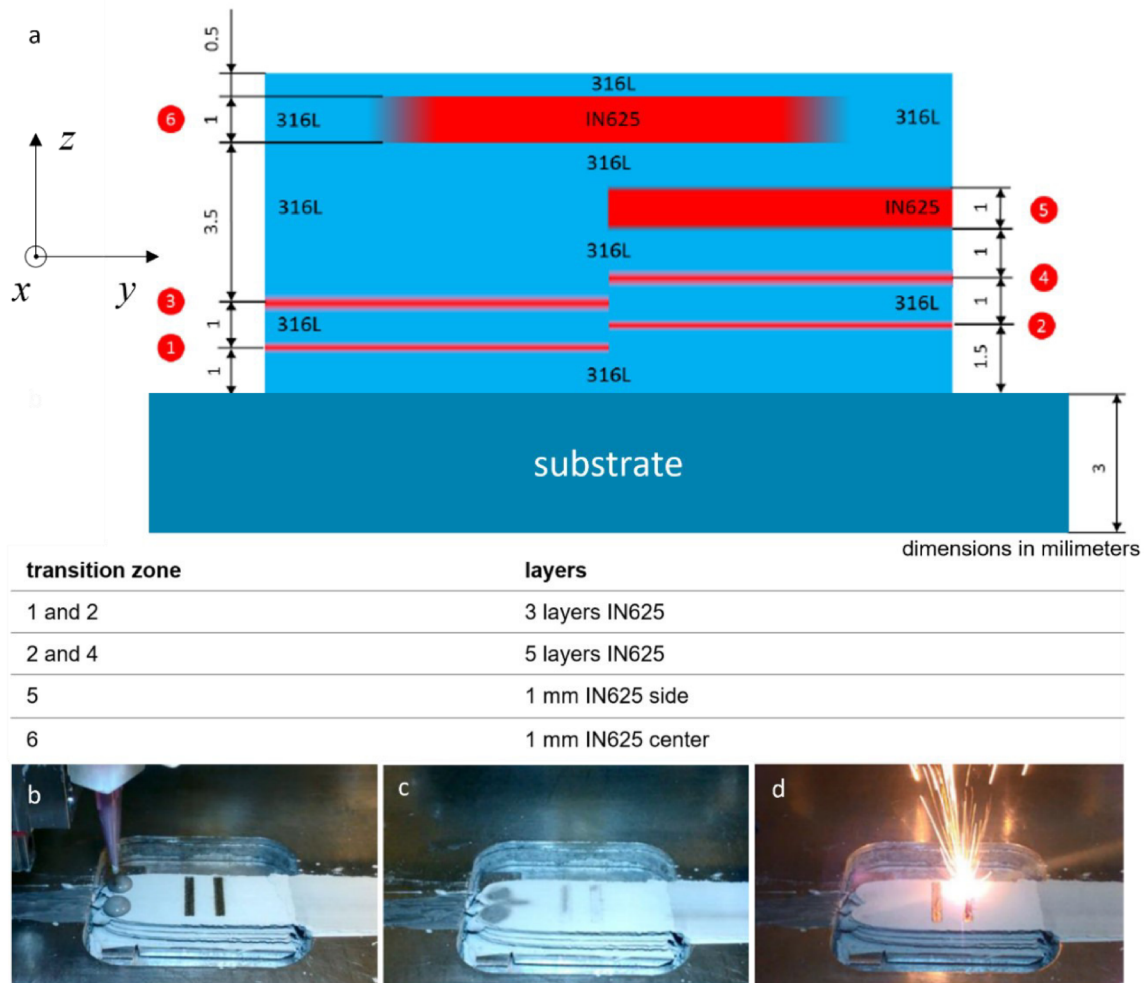 a
0.5
316L
6
1
316L
IN625
316L
z
316L
3.5
316L
IN625
1
5
316L
1
4
x
y
3
1
316L
316L
1
2
1
1
316L
1.5
substrate
3
dimensions in milimeters
transition zone layers
1 and 2 3 layers IN625
2 and 4 5 layers IN625
5 1 mm IN625 side
6 1 mm IN625 center
b
c
d